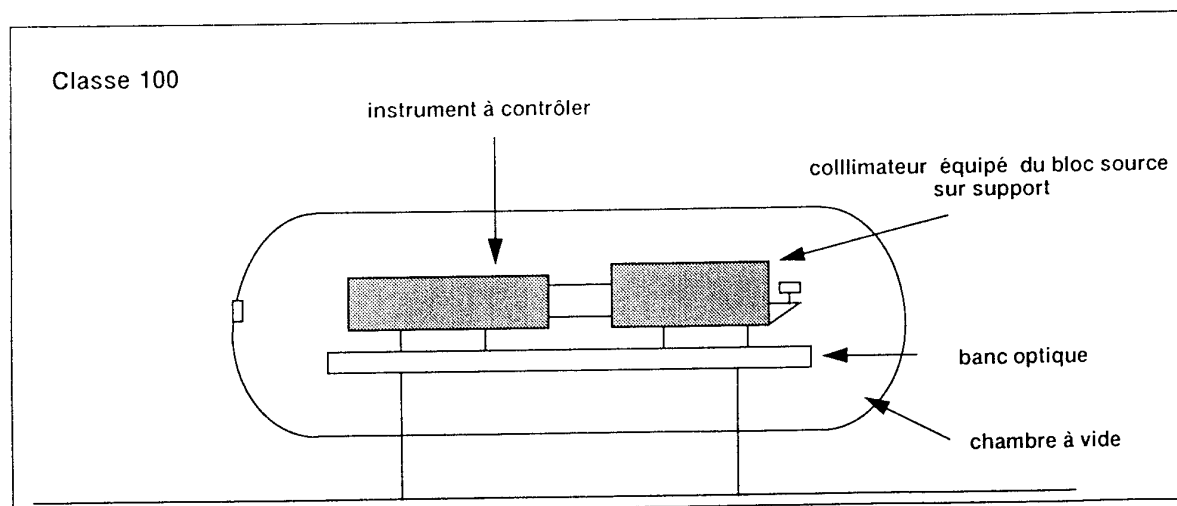 Classe 100
instrument à contrôler
colllimateur équipé du bloc source
sur support
banc optique
chambre à vide